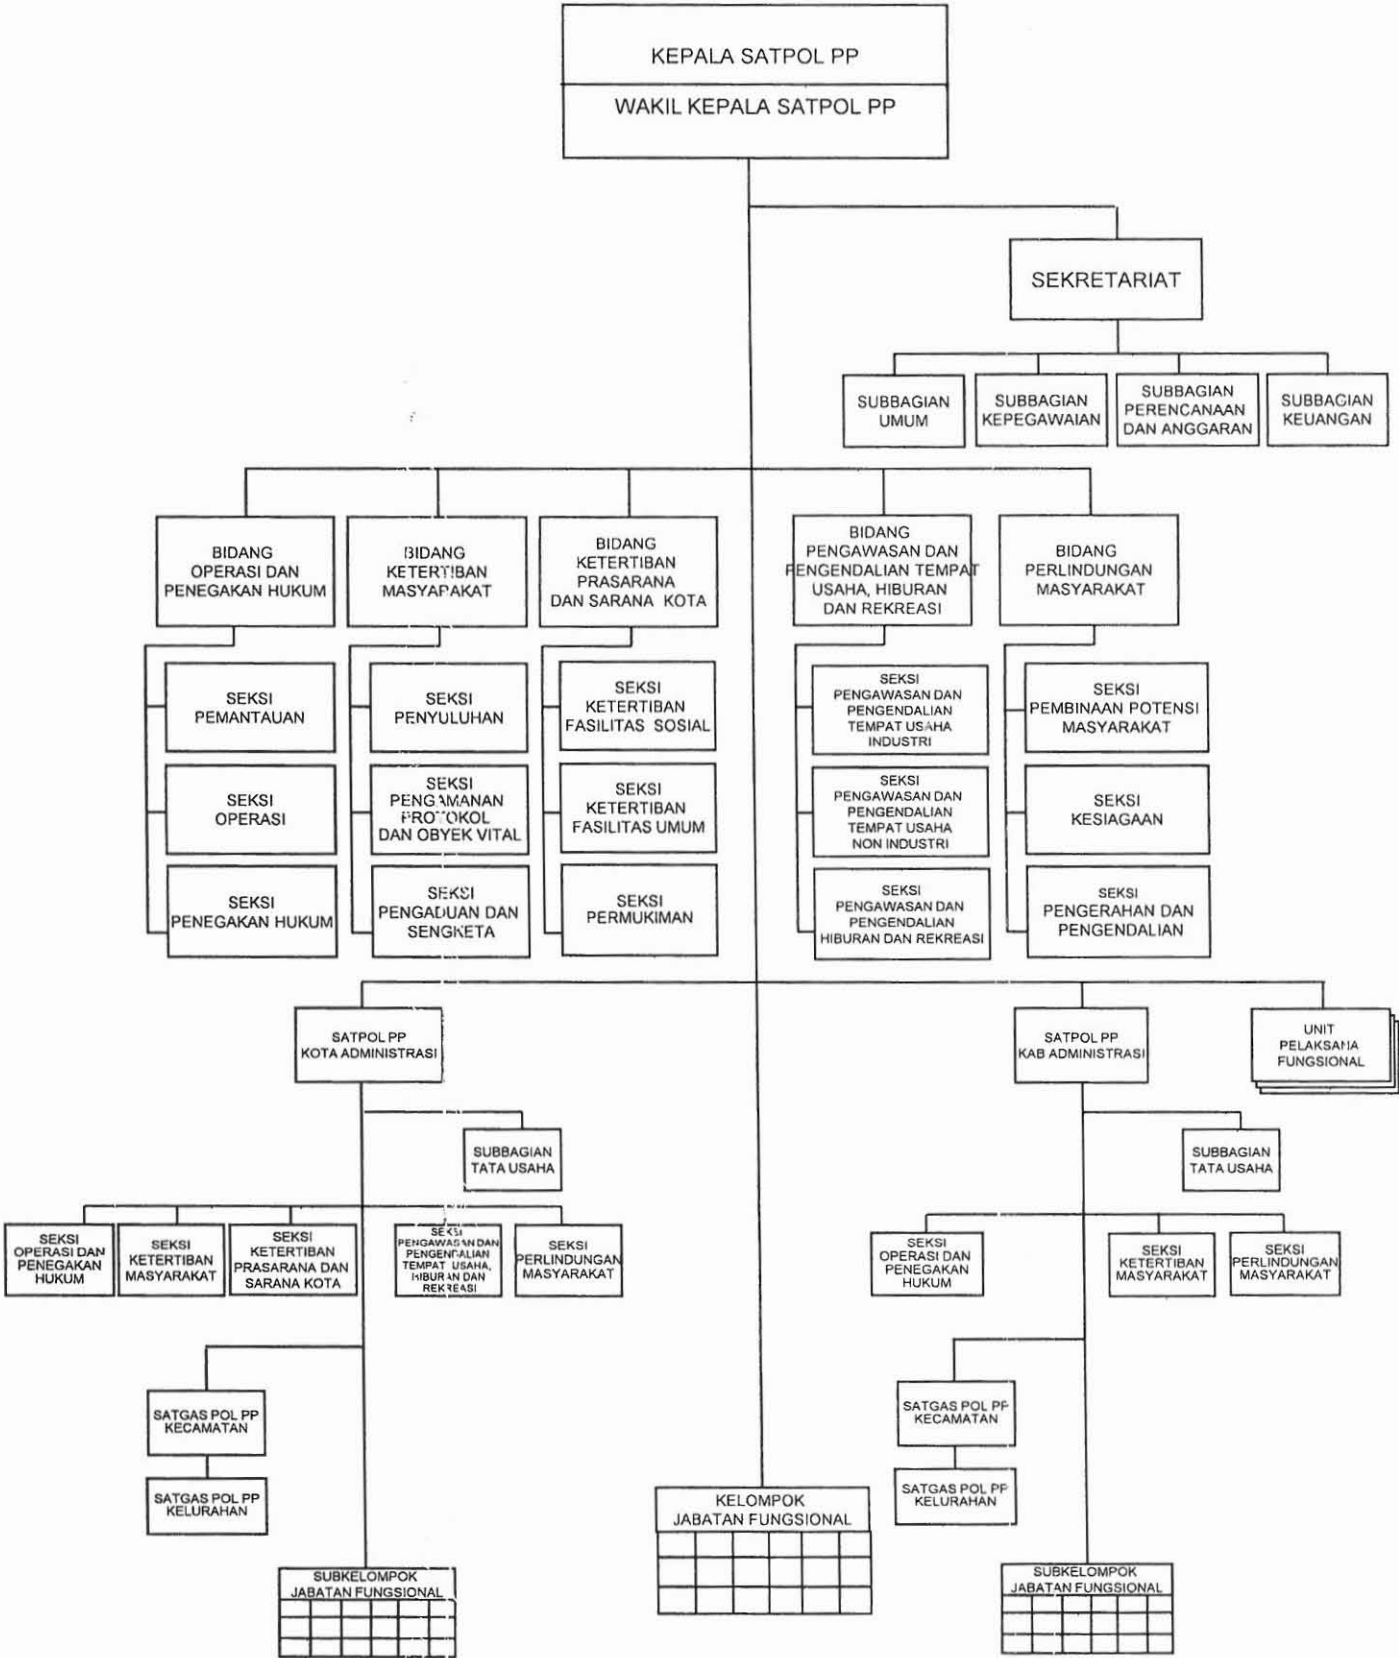 KEPALA SATPOL PP
WAKIL KEPALA SATPOL PP
SEKRETARIAT
SUBBAGIAN
UMUM
SUBBAGIAN
KEPEGAWAIAN
SUBBAGIAN
PERENCANAAN
DAN ANGGARAN
SUBBAGIAN
KEUANGAN
BIDANG
OPERASI DAN
PENEGAKAN HUKUM
BIDANG
KETERTIBAN
MASYARAKAT
BIDANG
KETERTIBAN
PRASARANA
DAN SARANA KOTA
BIDANG
PENGAWASAN DAN
PENGENDALIAN TEMPAT
USAHA, HIBURAN
DAN REKREASI
BIDANG
PERLINDUNGAN
MASYARAKAT
SEKSI
PEMANTAUAN
SEKSI
OPERASI
SEKSI
PENEGAKAN HUKUM
SEKSI
PENYULUHAN
SEKSI
PENGAMANAN
PROTOKOL
DAN OBYEK VITAL
SEKSI
PENGADUAN DAN
SENGKETA
SEKSI
KETERTIBAN
FASILITAS SOSIAL
SEKSI
KETERTIBAN
FASILITAS UMUM
SEKSI
PERMUKIMAN
SEKSI
PENGAWASAN DAN
PENGENDALIAN
TEMPAT USAHA
INDUSTRI
SEKSI
PENGAWASAN DAN
PENGENDALIAN
TEMPAT USAHA
NON INDUSTRI
SEKSI
PENGAWASAN DAN
PENGENDALIAN
HIBURAN DAN REKREASI
SEKSI
PEMBINAAN POTENSI
MASYARAKAT
SEKSI
KESIAGAAN
SEKSI
PENGERAHAN DAN
PENGENDALIAN
SATPOL PP
KOTA ADMINISTRASI
SATPOL PP
KAB ADMINISTRASI
UNIT
PELAKSANA
FUNGSIONAL
SUBBAGIAN
TATA USAHA
SUBBAGIAN
TATA USAHA
SEKSI
OPERASI DAN
PENEGAKAN
HUKUM
SEKSI
KETERTIBAN
MASYARAKAT
SEKSI
KETERTIBAN
PRASARANA DAN
SARANA KOTA
SEKSI
PENGAWASAN DAN
PENGENDALIAN
TEMPAT USAHA,
HIBURAN DAN
REKREASI
SEKSI
PERLINDUNGAN
MASYARAKAT
SEKSI
OPERASI DAN
PENEGAKAN
HUKUM
SEKSI
KETERTIBAN
MASYARAKAT
SEKSI
PERLINDUNGAN
MASYARAKAT
SATGAS POL PP
KECAMATAN
SATGAS POL PP
KELURAHAN
SATGAS POL PP
KECAMATAN
SATGAS POL PP
KELURAHAN
KELOMPOK
JABATAN FUNGSIONAL
SUBKELOMPOK
JABATAN FUNGSIONAL
SUBKELOMPOK
JABATAN FUNGSIONAL